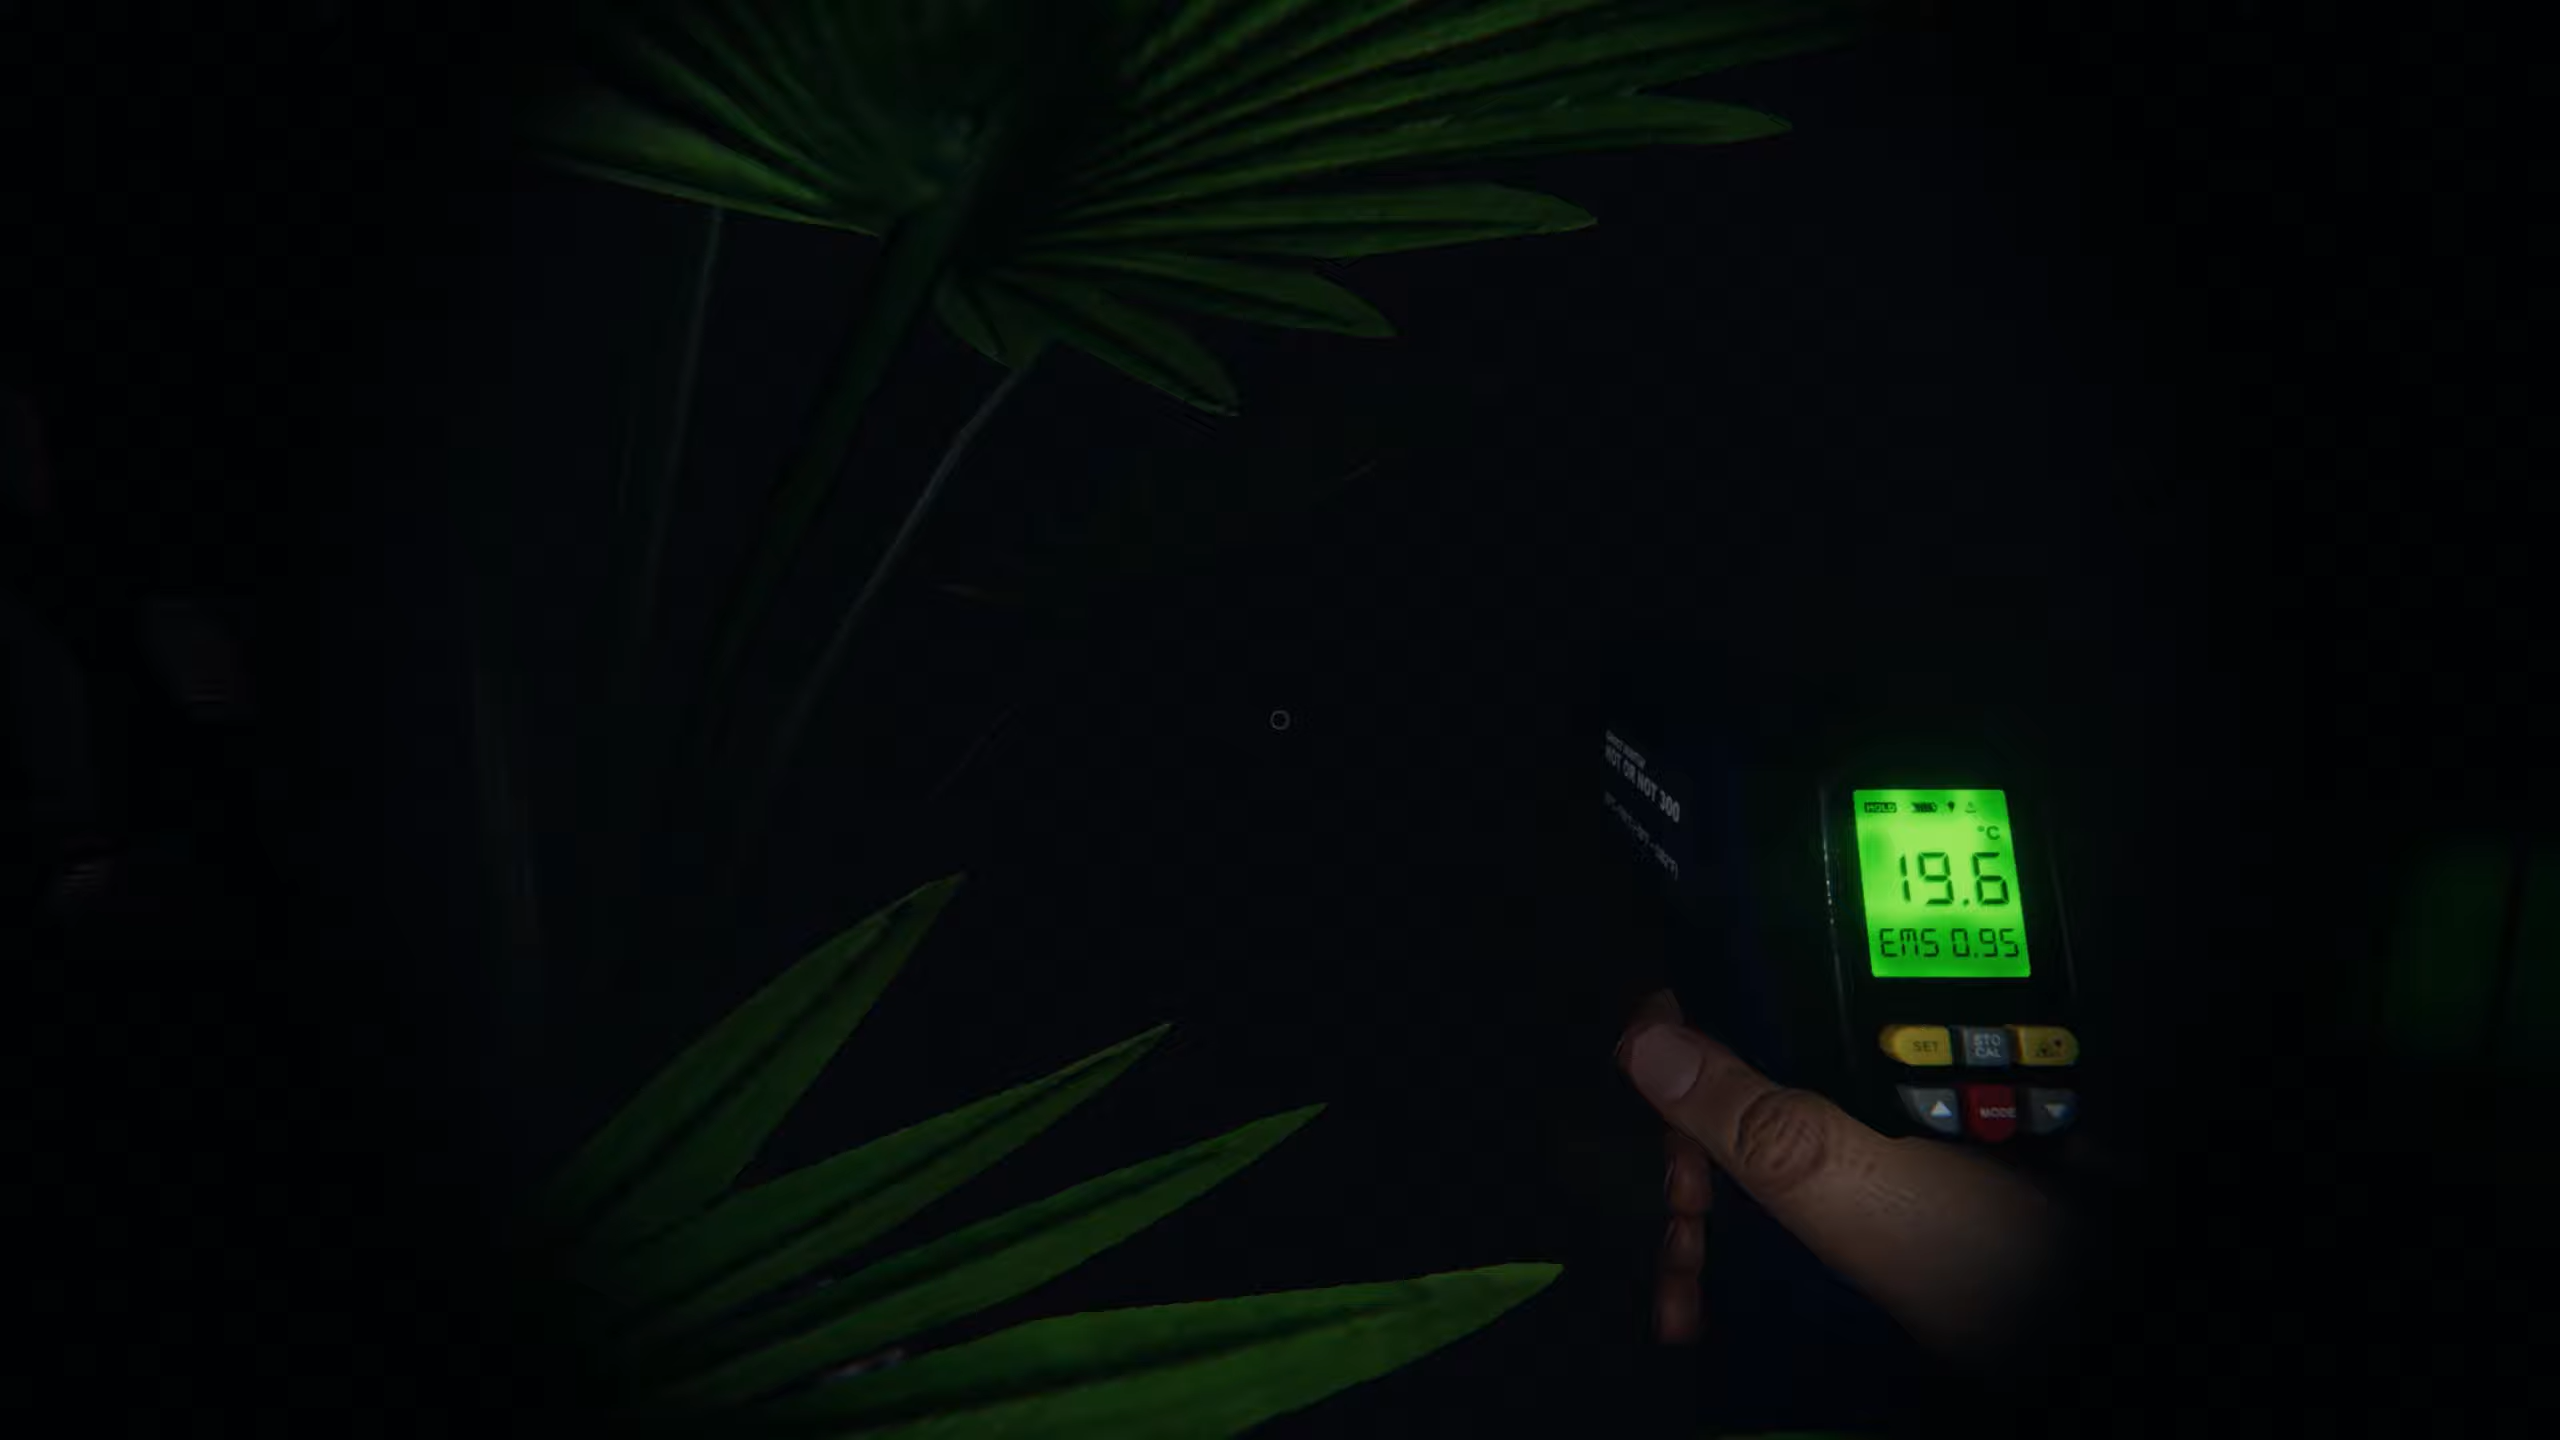 HOT OR NOT 300
HOLD
°C
19.6
EMS 0.95
SET
STO
CAL
MODE